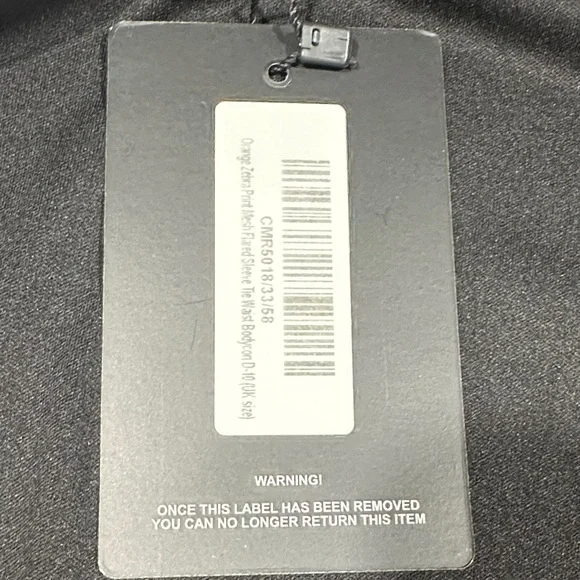 CMR5018/33/58
Orange Zebra Print Mesh Flared Sleeve Tie Waist Bodycon D-10 (UK size)
WARNING!
ONCE THIS LABEL HAS BEEN REMOVED
YOU CAN NO LONGER RETURN THIS ITEM